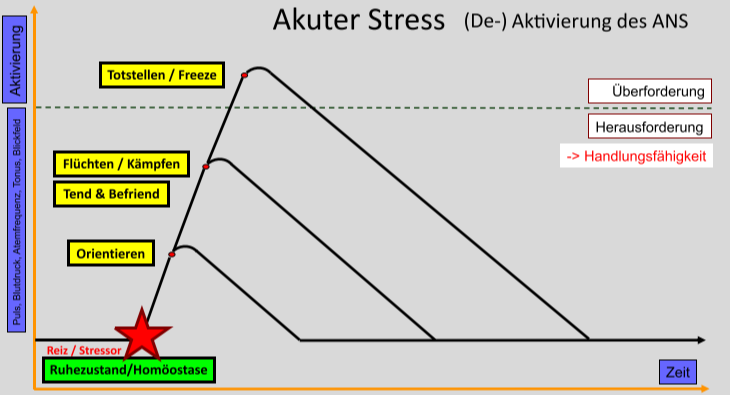 Akuter Stress (De-) Aktivierung des ANS
Aktivierung
Puls, Blutdruck, Atemfrequenz, Tonus, Blickfeld
Totstellen / Freeze
Überforderung
Herausforderung
-> Handlungsfähigkeit
Flüchten / Kämpfen
Tend & Befriend
Orientieren
Reiz / Stressor
Ruhezustand/Homöostase
Zeit